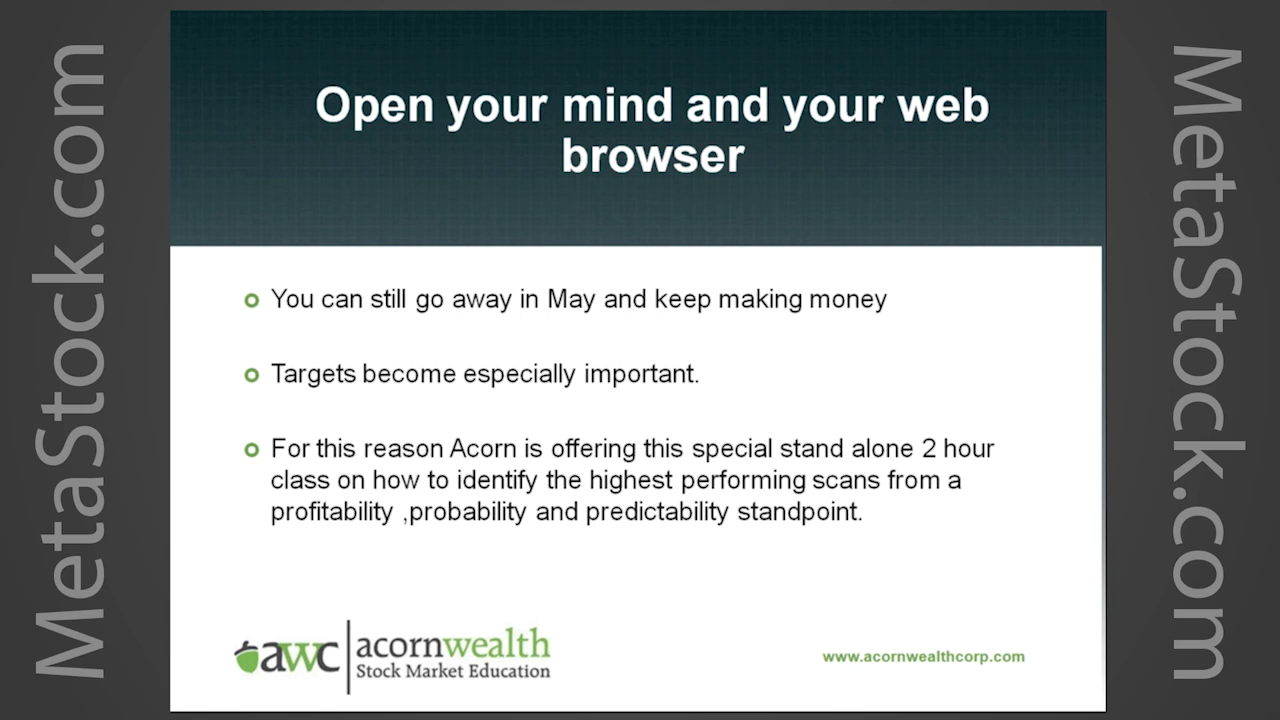 MetaStock.com
Open your mind and your web
browser
You can still go away in May and keep making money
Targets become especially important.
For this reason Acorn is offering this special stand alone 2 hour
class on how to identify the highest performing scans from a
profitability ,probability and predictability standpoint.
awc acornwealth
Stock Market Education
www.acornwealthcorp.com
MetaStock.com